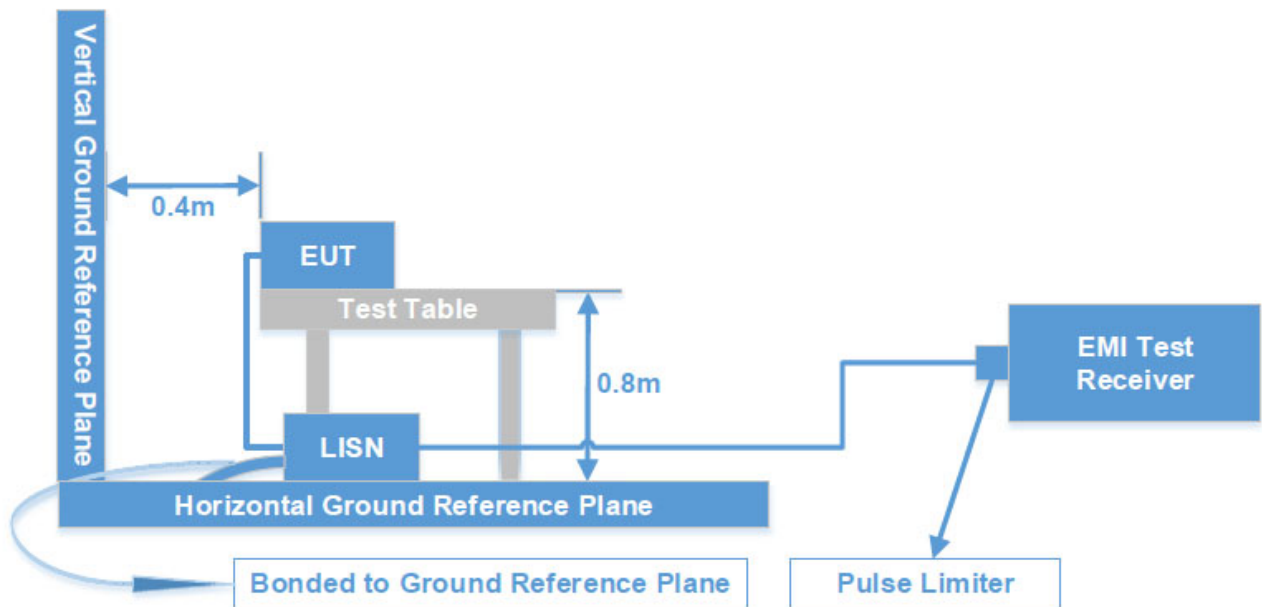 Vertical Ground Reference Plane
0.4m
EUT
Test Table
EMI Test
Receiver
0.8m
LISN
Horizontal Ground Reference Plane
Bonded to Ground Reference Plane
Pulse Limiter